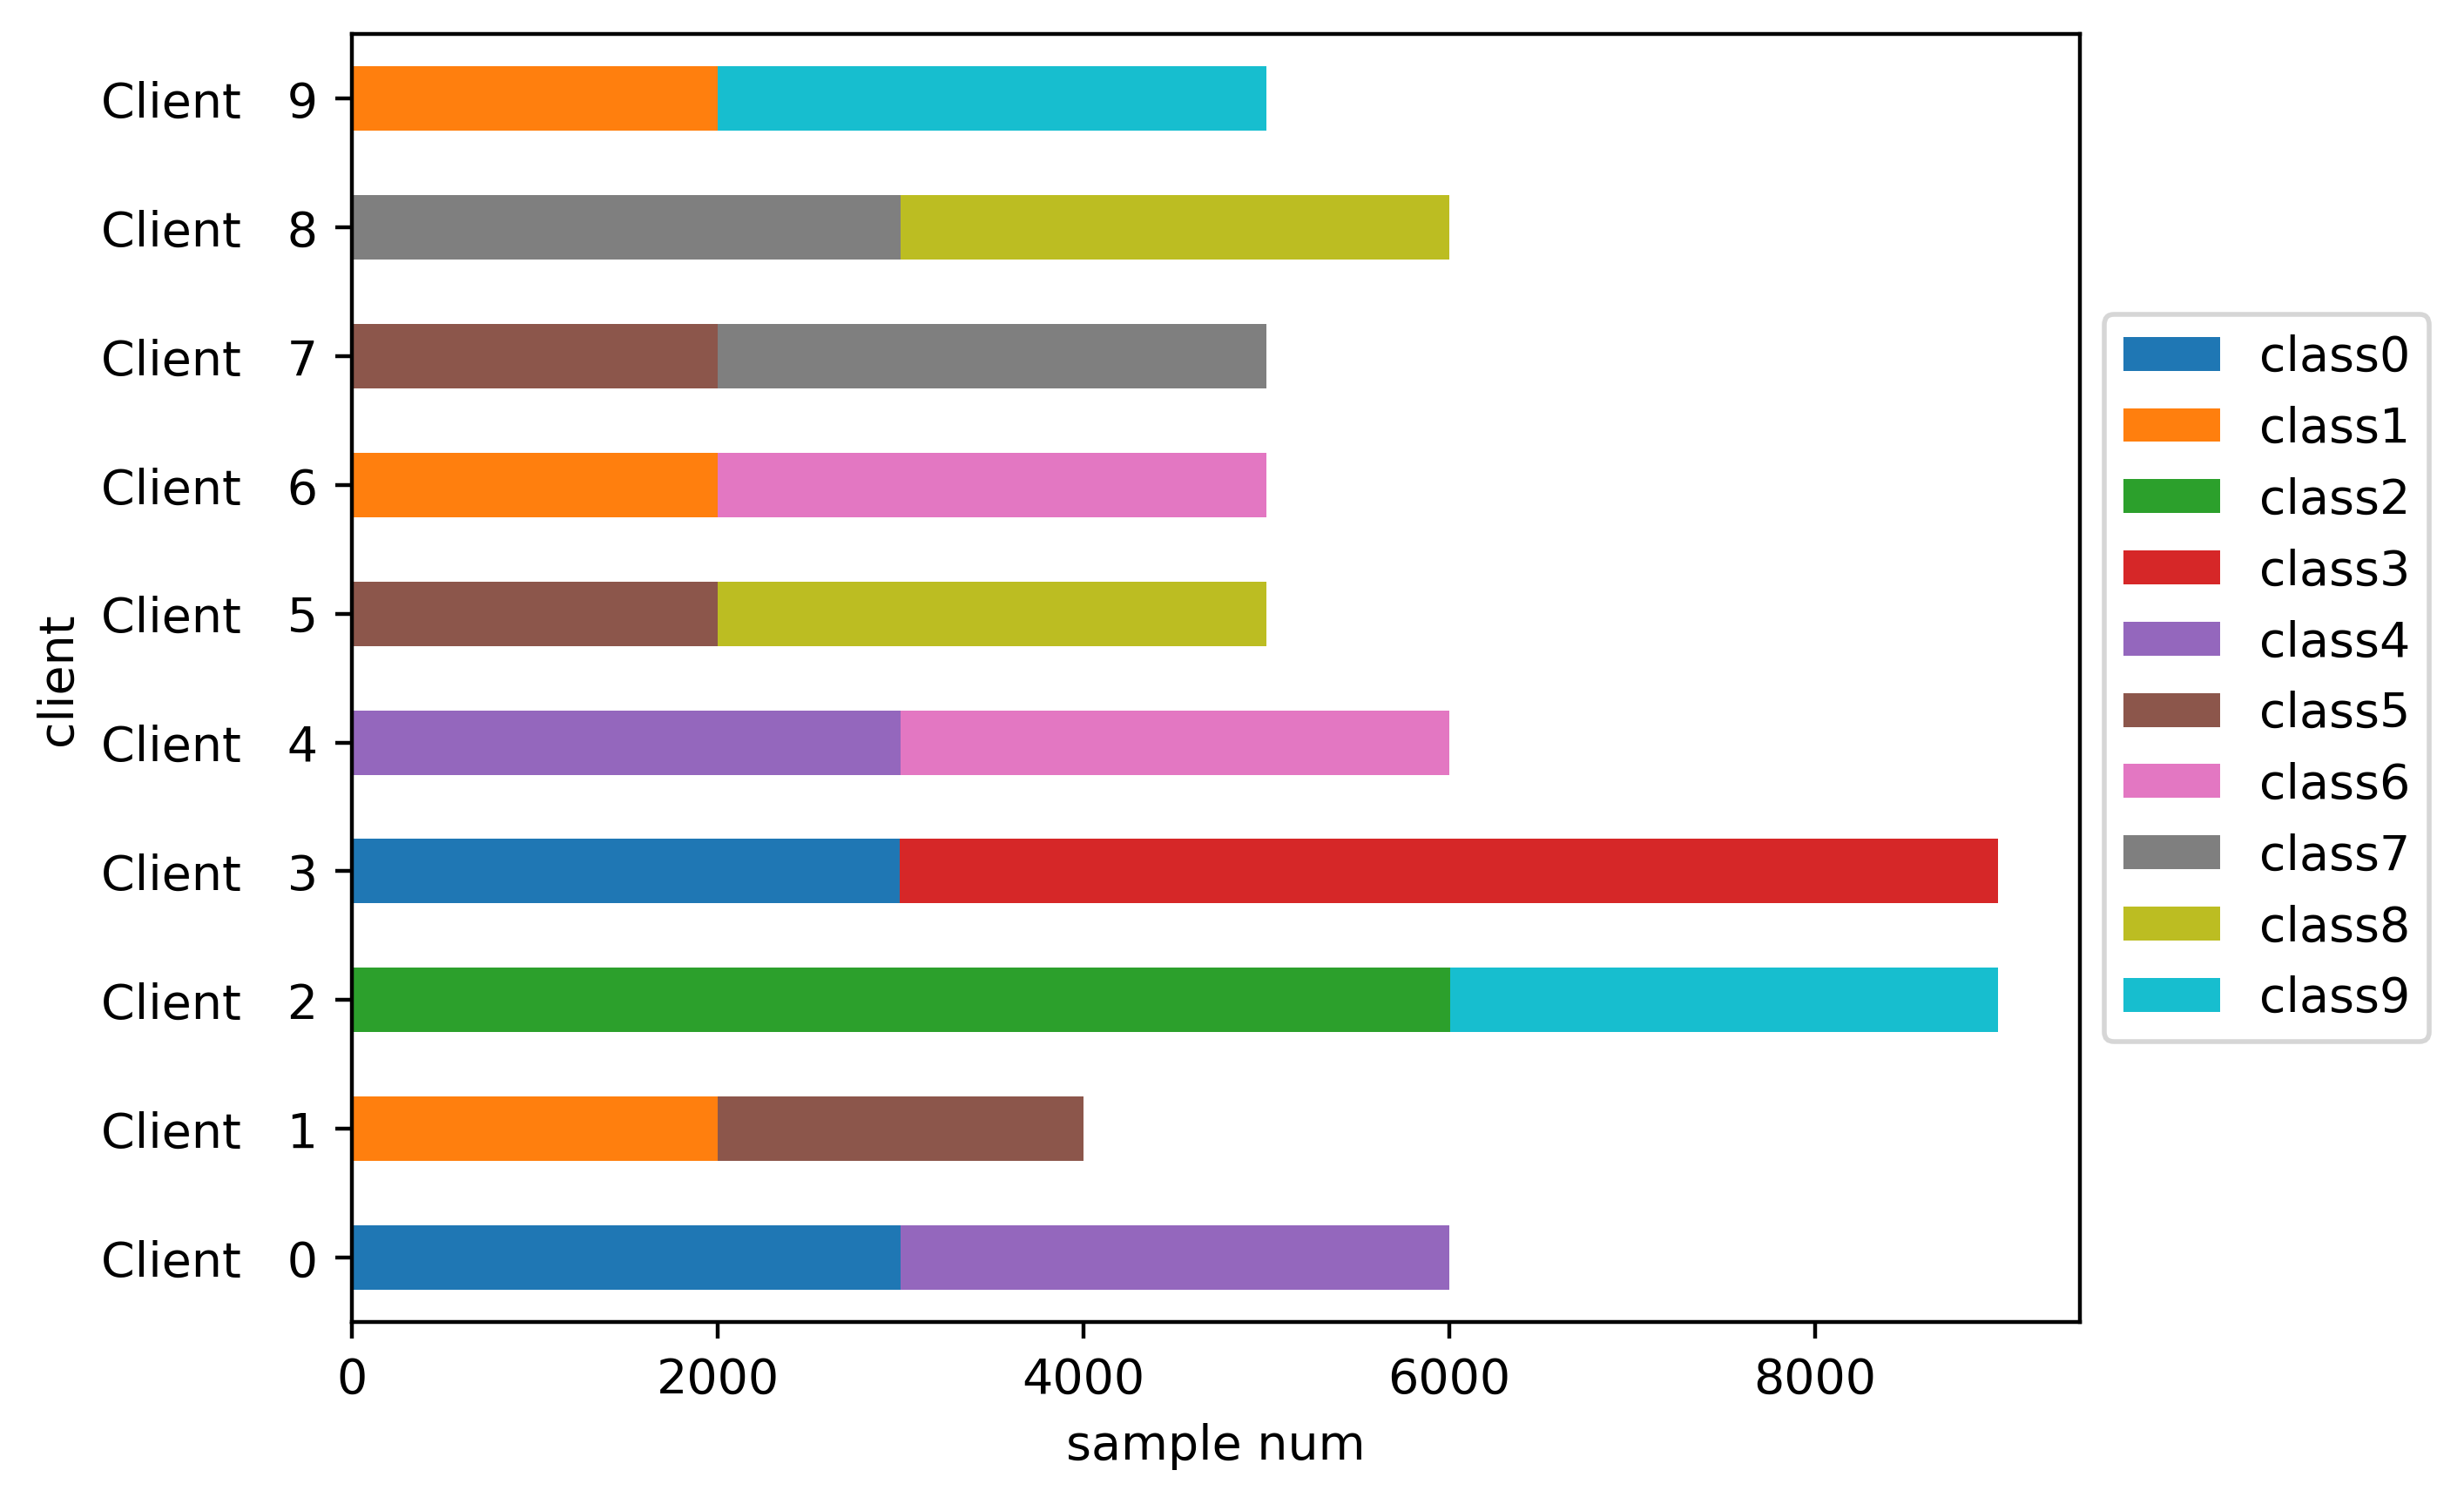 Client 9
Client 8
Client 7
Client 6
Client 5
Client 4
Client 3
Client 2
Client 1
Client 0
client
0 2000 4000 6000 8000
sample num
class0
class1
class2
class3
class4
class5
class6
class7
class8
class9